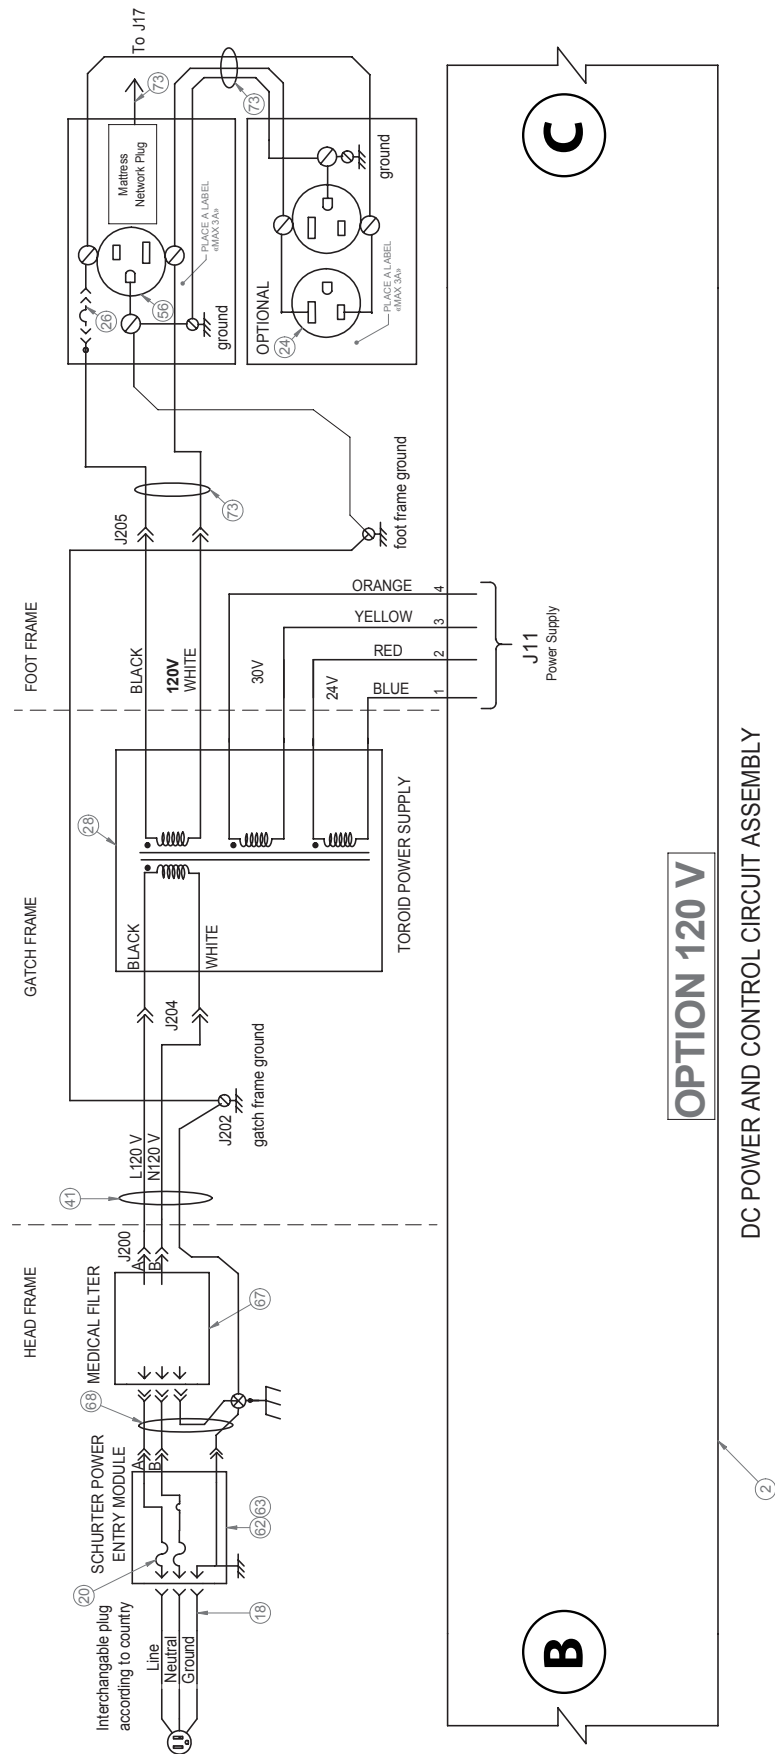 HEAD FRAME
GATCH FRAME
FOOT FRAME
Interchangable plug
according to country
Line
Neutral
Ground
18
20
SCHURTER POWER
ENTRY MODULE
A
B
62
63
68
MEDICAL FILTER
67
A
B
J200
41
L120 V
N120 V
J202
gatch frame ground
J204
BLACK
WHITE
28
TOROID POWER SUPPLY
BLACK
120V
WHITE
30V
24V
ORANGE
YELLOW
RED
BLUE
4
3
2
1
J11
Power Supply
J205
73
foot frame ground
26
56
Mattress
Network Plug
73
To J17
PLACE A LABEL
«MAX 3A»
ground
73
OPTIONAL
24
PLACE A LABEL
«MAX 3A»
ground
B
C
OPTION 120 V
2
DC POWER AND CONTROL CIRCUIT ASSEMBLY